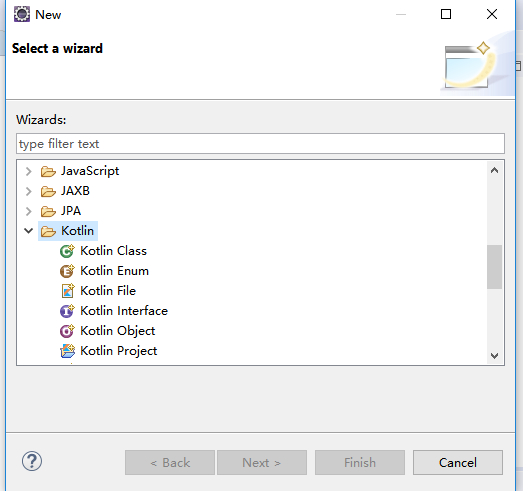 New
Select a wizard
Wizards:
type filter text
JavaScript
JAXB
JPA
Kotlin
Kotlin Class
Kotlin Enum
Kotlin File
Kotlin Interface
Kotlin Object
Kotlin Project
< Back
Next >
Finish
Cancel